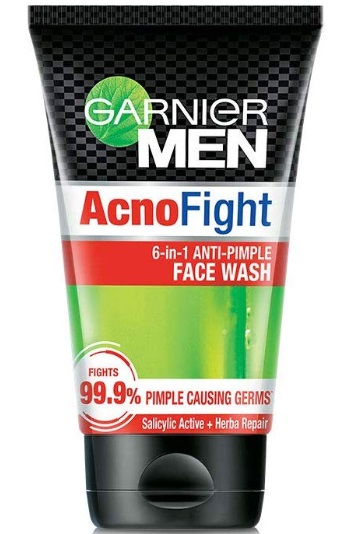 GARNIER
MEN
AcnoFight
6-in-1 ANTI-PIMPLE
FACE WASH
FIGHTS
99.9% PIMPLE CAUSING GERMS
Salicylic Active + Herba Repair